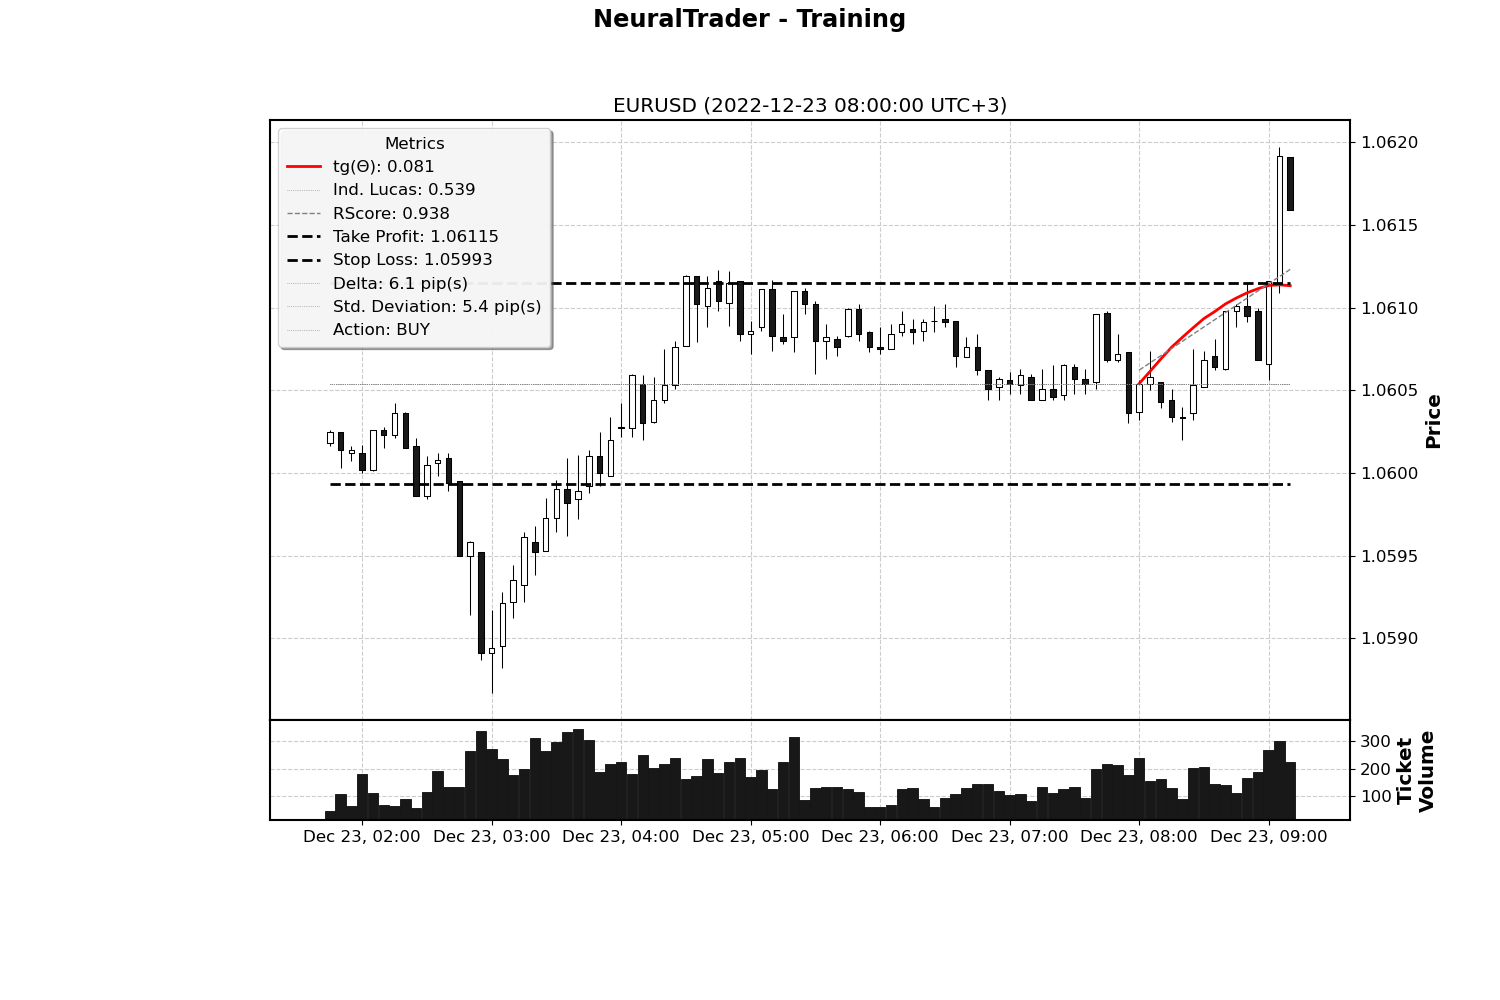 NeuralTrader - Training
EURUSD (2022-12-23 08:00:00 UTC+3)
Metrics
tg(Θ): 0.081
Ind. Lucas: 0.539
RScore: 0.938
Take Profit: 1.06115
Stop Loss: 1.05993
Delta: 6.1 pip(s)
Std. Deviation: 5.4 pip(s)
Action: BUY
1.0620
1.0615
1.0610
1.0605
1.0600
1.0595
1.0590
Price
300
200
100
Ticket
Volume
Dec 23, 02:00 Dec 23, 03:00 Dec 23, 04:00 Dec 23, 05:00 Dec 23, 06:00 Dec 23, 07:00 Dec 23, 08:00 Dec 23, 09:00